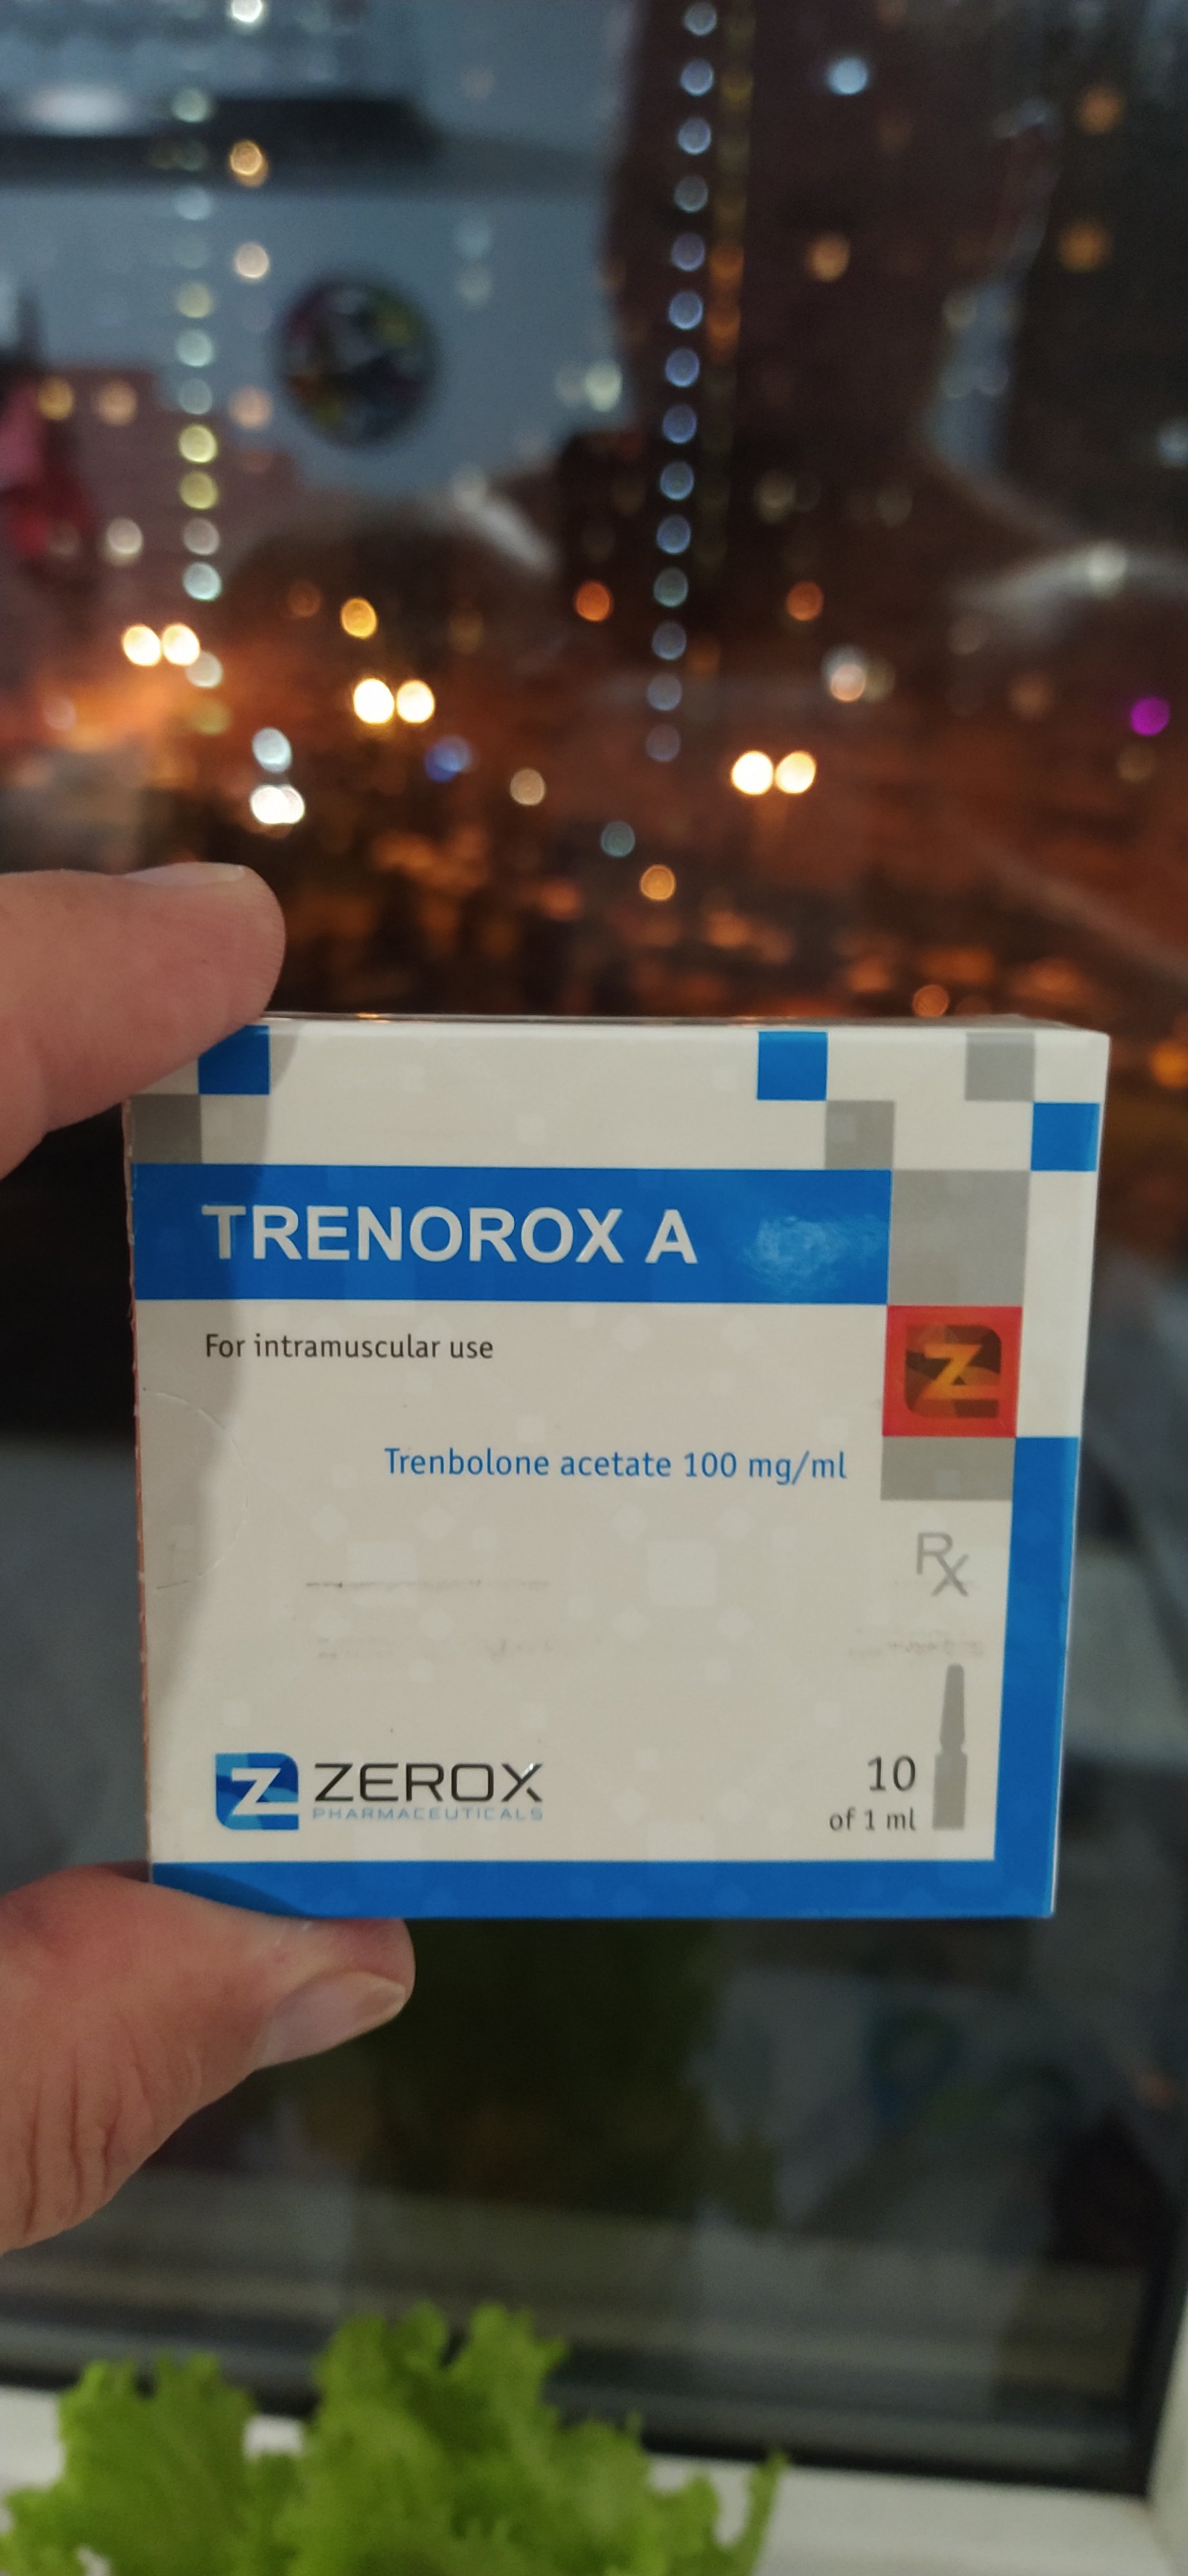 TRENOROX A
For intramuscular use
Trenbolone acetate 100 mg/ml
Rx
Z ZEROX
PHARMACEUTICALS
10
of 1 ml